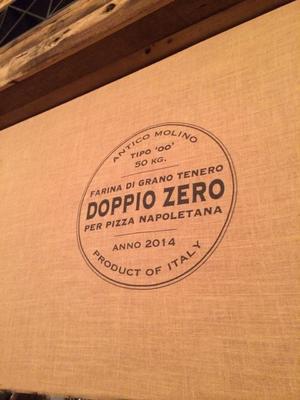 ANTICO MOLINO
TIPO '00'
50 KG.
FARINA DI GRANO TENERO
DOPPIO ZERO
PER PIZZA NAPOLETANA
ANNO 2014
PRODUCT OF ITALY